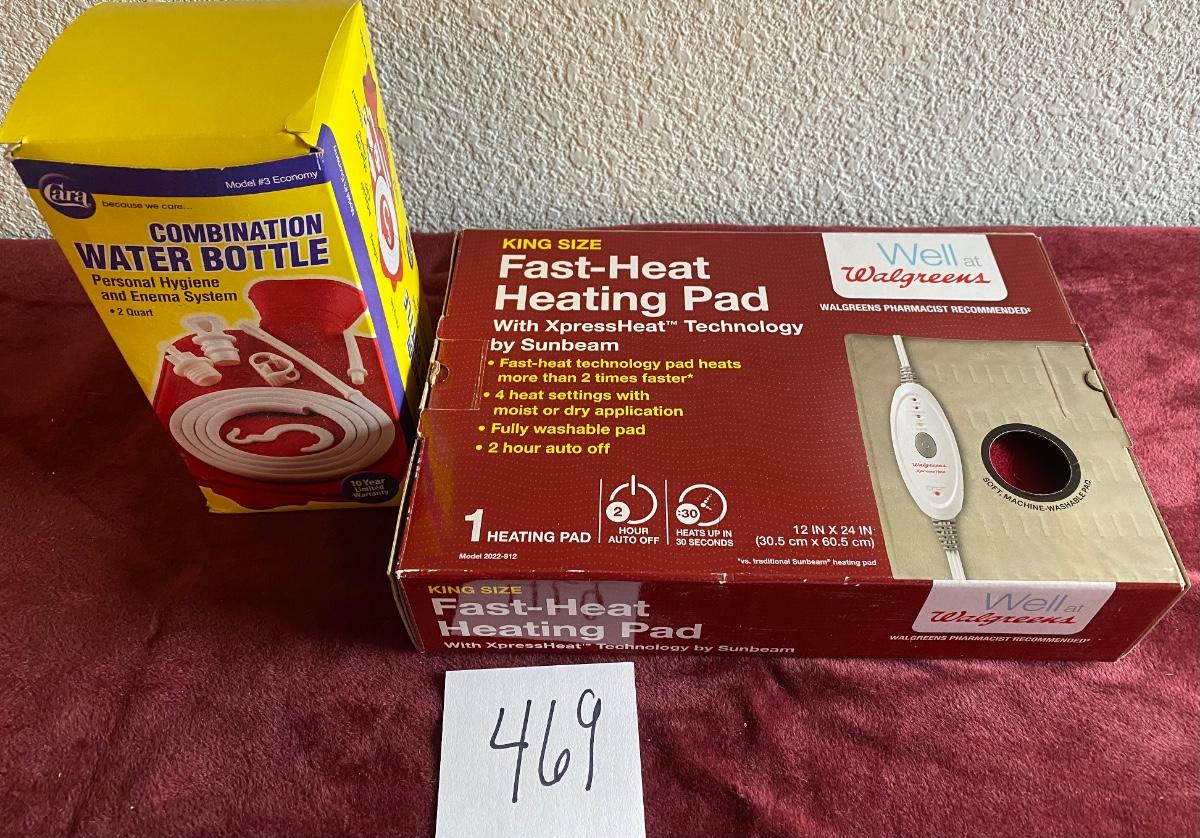 Cara
because we care...
Model #3 Economy
COMBINATION
WATER BOTTLE
Personal Hygiene
and Enema System
• 2 Quart
10 Year
Limited
Warranty
KING SIZE
Fast-Heat
Heating Pad
With XpressHeat™ Technology
by Sunbeam
• Fast-heat technology pad heats
more than 2 times faster*
• 4 heat settings with
moist or dry application
• Fully washable pad
• 2 hour auto off
1 HEATING PAD
Model 2022-912
2
HOUR
AUTO OFF
:30
HEATS UP IN
30 SECONDS
12 IN X 24 IN
(30.5 cm x 60.5 cm)
*vs. traditional Sunbeam® heating pad
Well at
Walgreens
WALGREENS PHARMACIST RECOMMENDED‡
Walgreens
SOFT, MACHINE-WASHABLE PAD
KING SIZE
Fast-Heat
Heating Pad
With XpressHeat™ Technology by Sunbeam
Well at
Walgreens
WALGREENS PHARMACIST RECOMMENDED‡
469